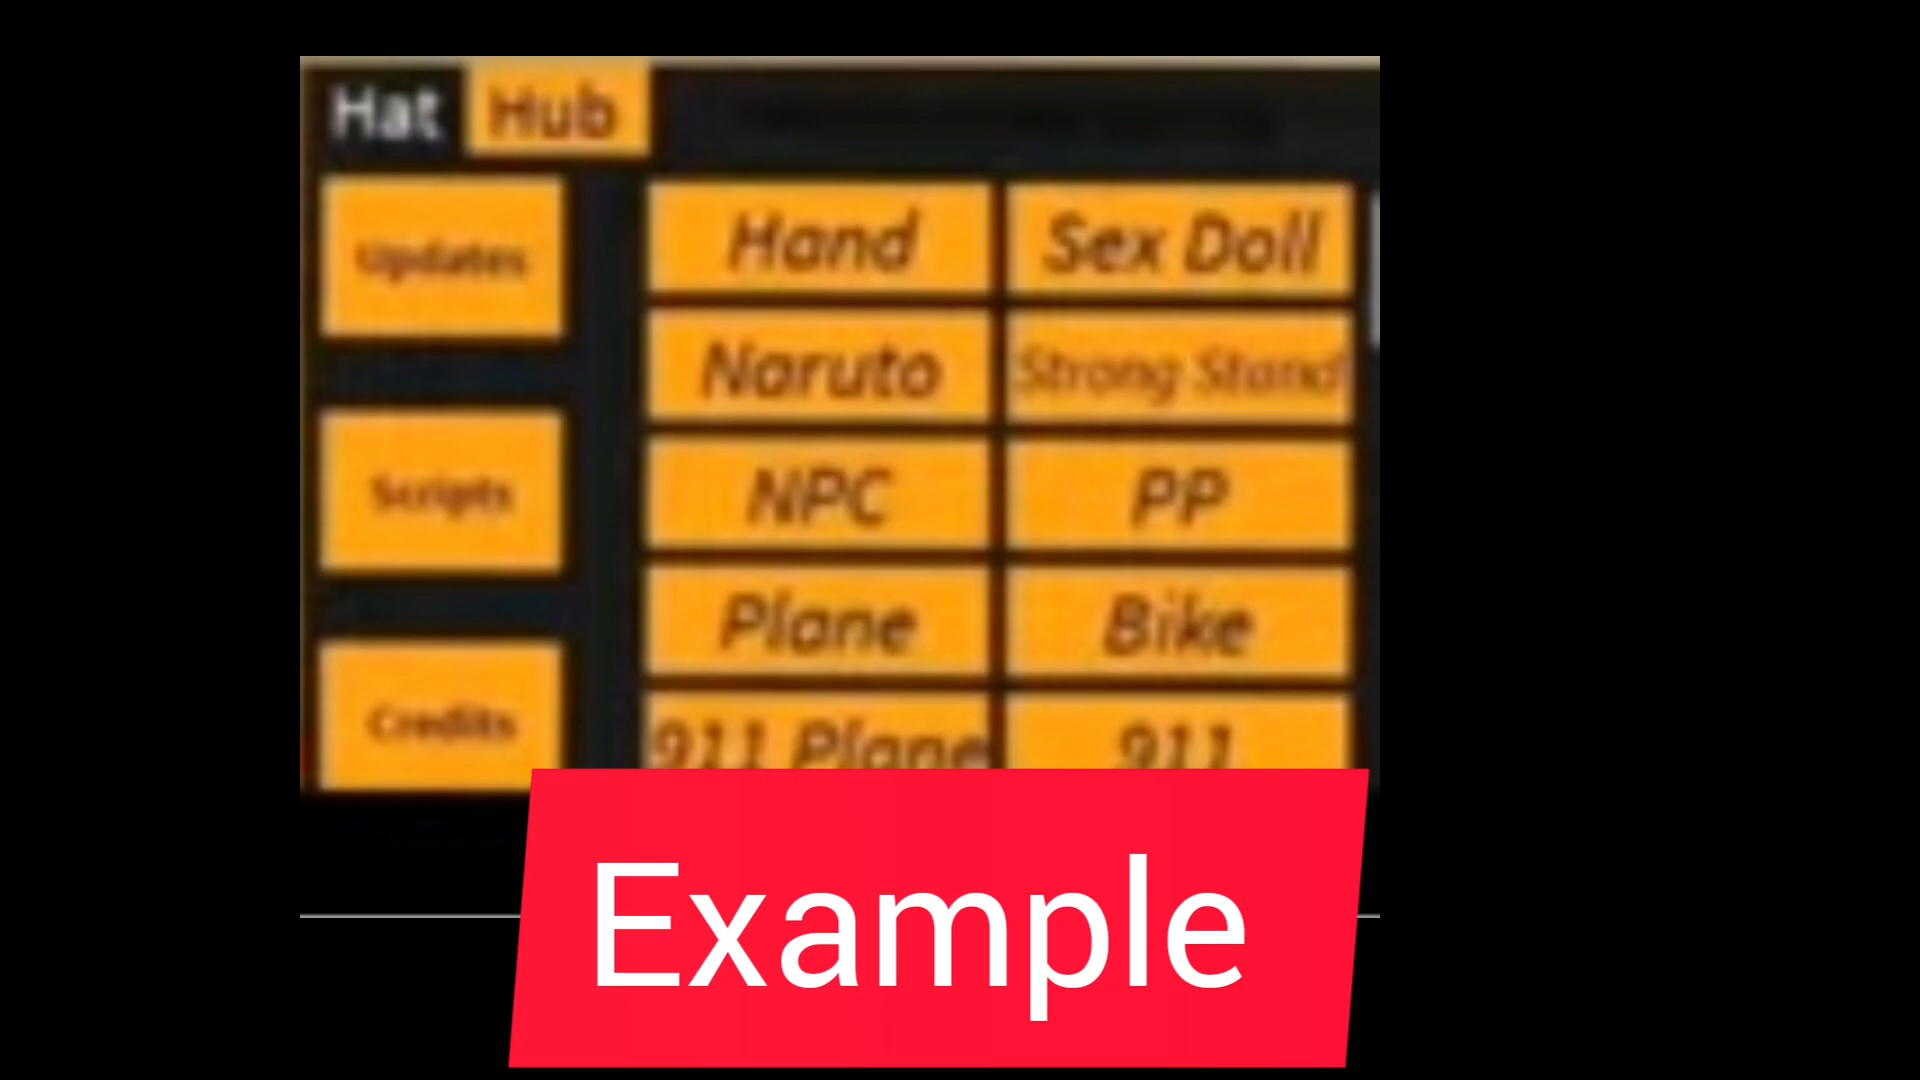 Hat Hub
Updates
Scripts
Credits
Hand Sex Doll
Naruto Strong Stand
NPC PP
Plane Bike
911 Plane 911
Example